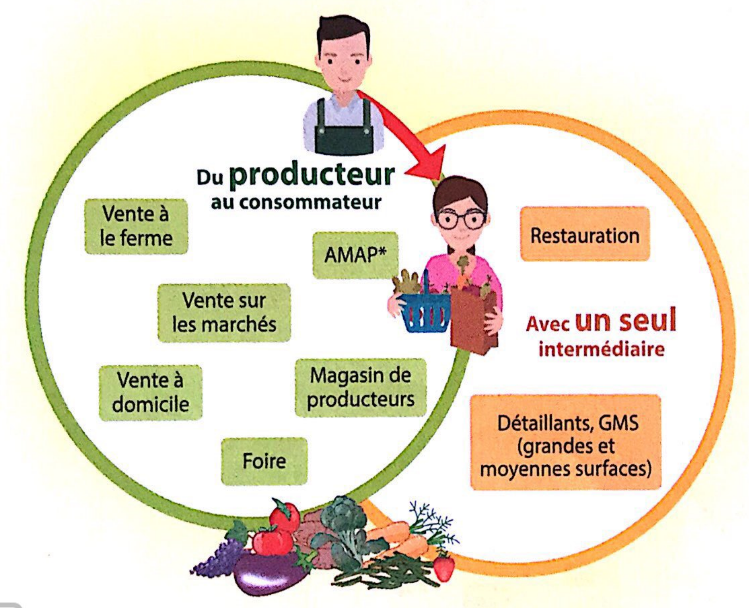 Du producteur
au consommateur
Vente à
le ferme
AMAP*
Vente sur
les marchés
Vente à
domicile
Magasin de
producteurs
Foire
Restauration
Avec un seul
intermédiaire
Détaillants, GMS
(grandes et
moyennes surfaces)